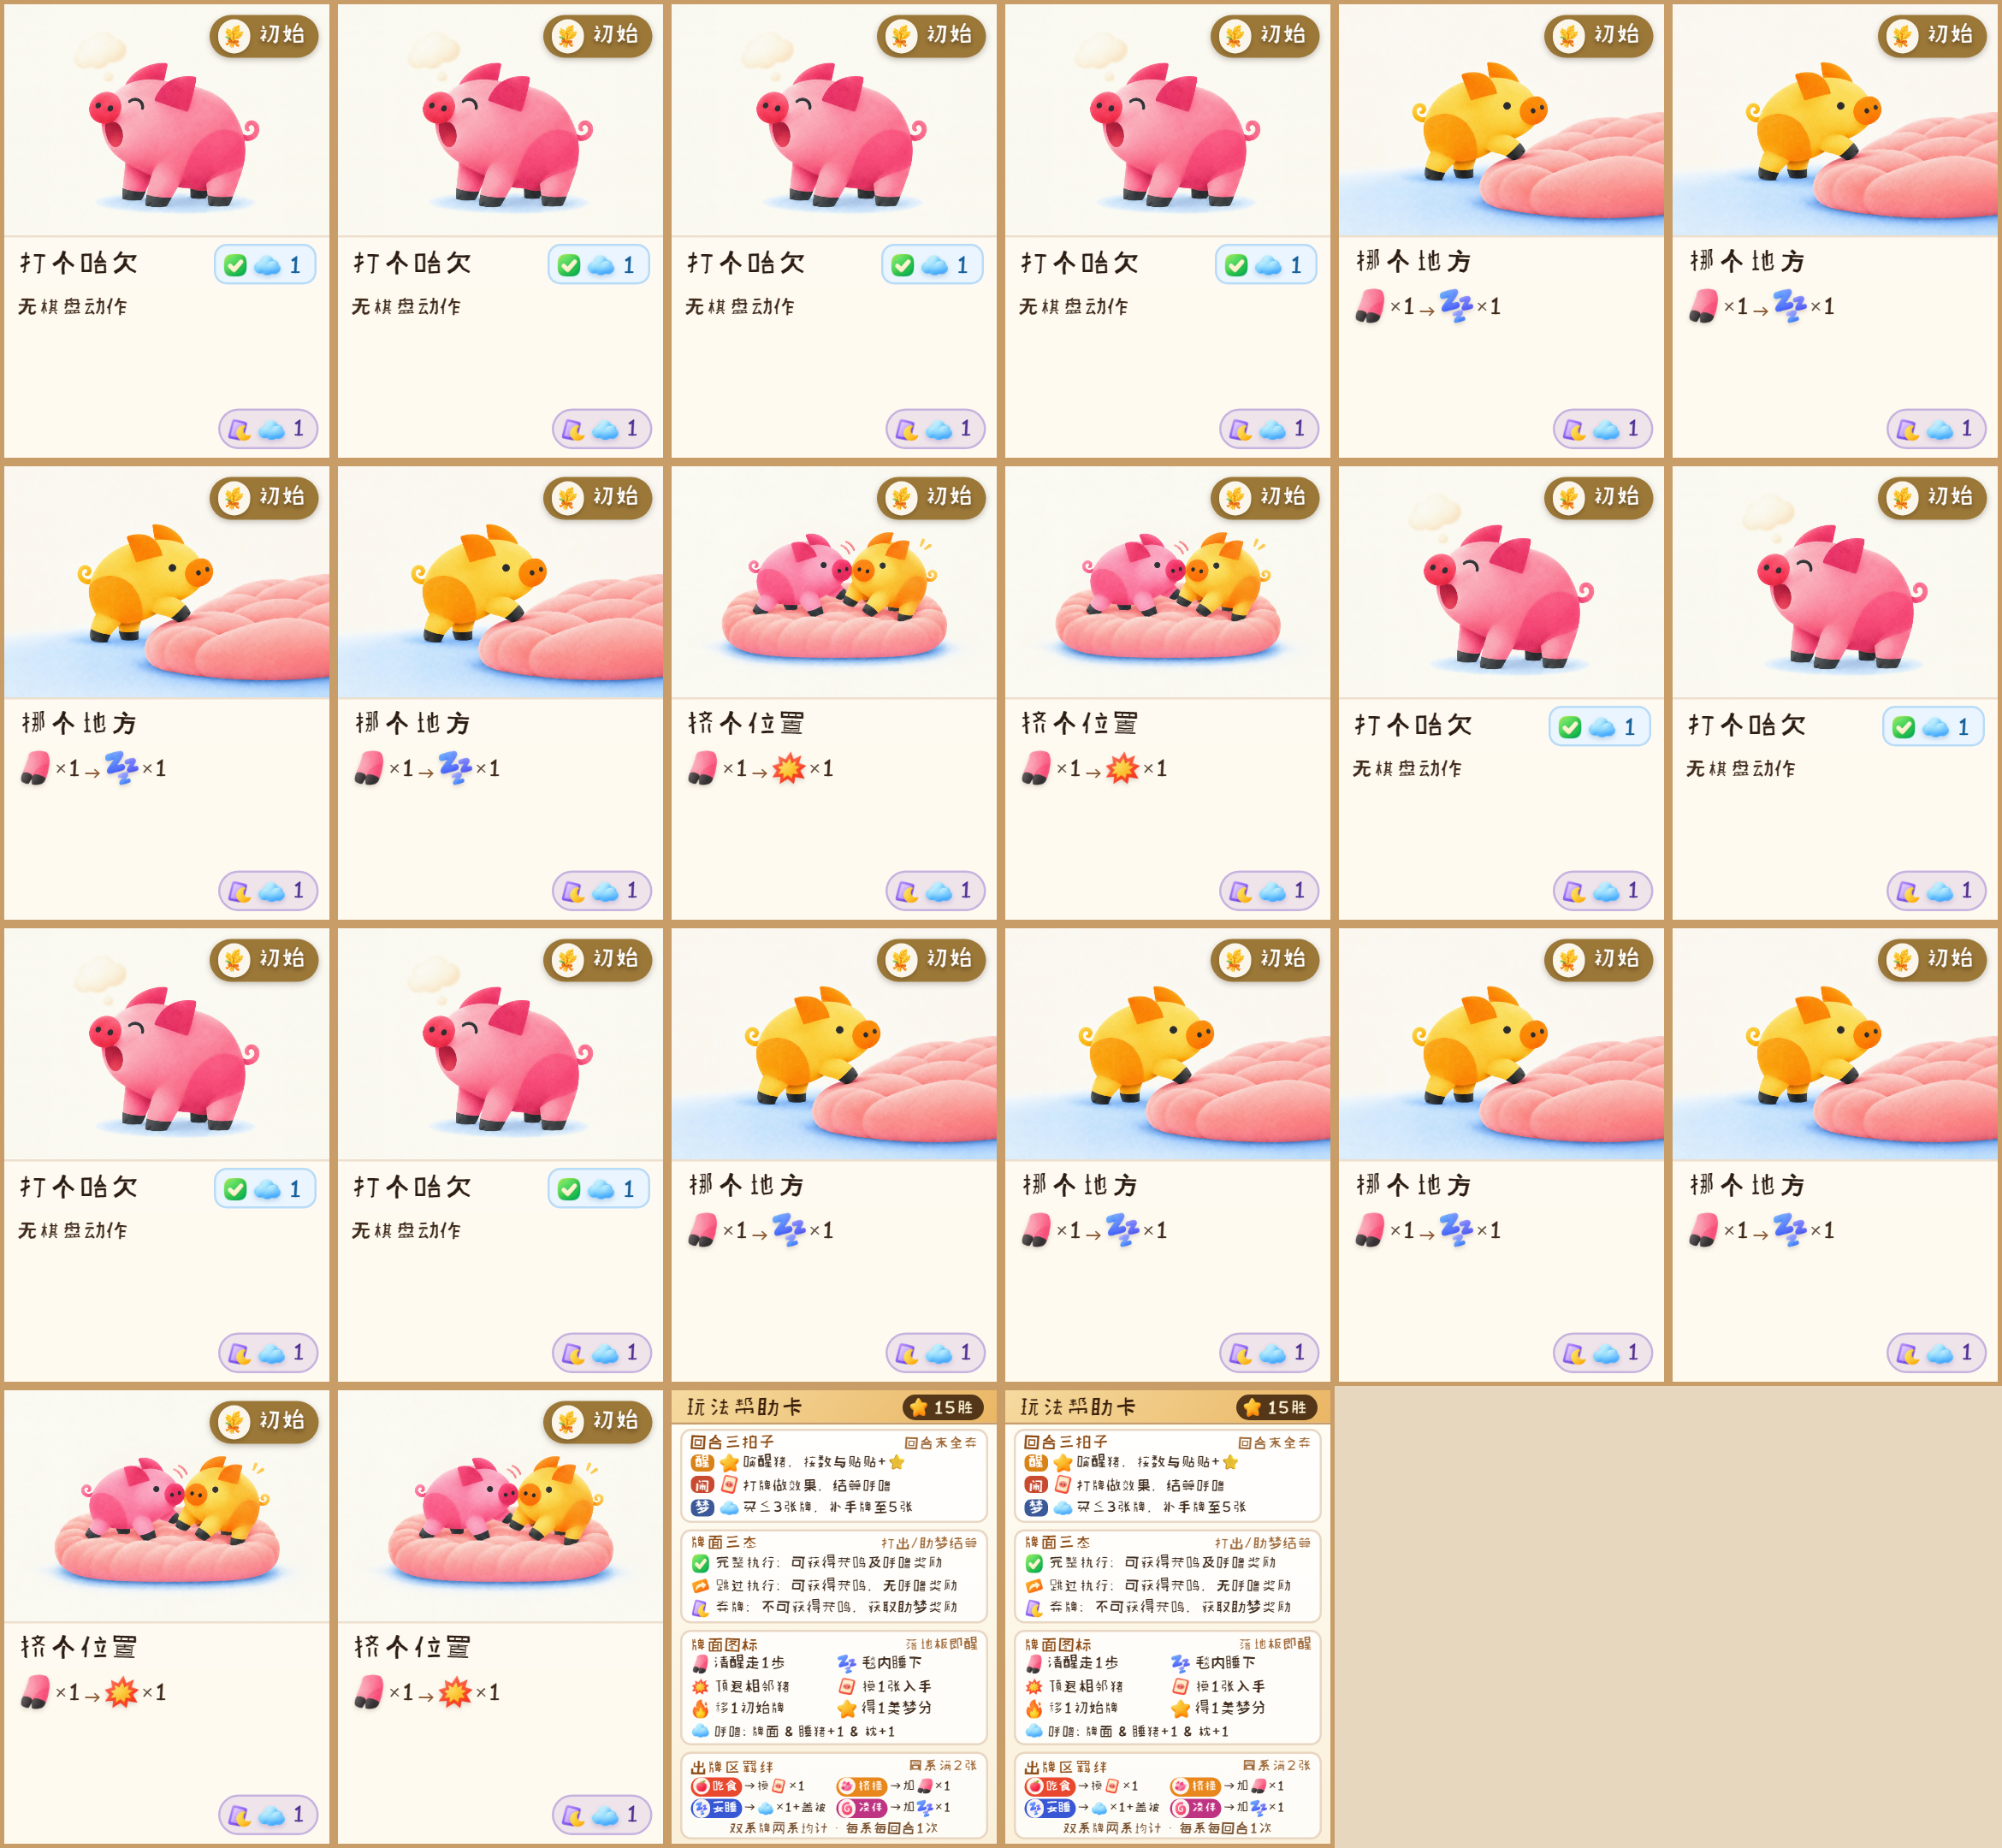 初始
打个哈欠 1
无棋盘动作
1
初始
打个哈欠 1
无棋盘动作
1
初始
打个哈欠 1
无棋盘动作
1
初始
打个哈欠 1
无棋盘动作
1
初始
挪个地方
×1→×1
1
初始
挪个地方
×1→×1
1
初始
挪个地方
×1→×1
1
初始
挪个地方
×1→×1
1
初始
挤个位置
×1→×1
1
初始
挤个位置
×1→×1
1
初始
打个哈欠 1
无棋盘动作
1
初始
打个哈欠 1
无棋盘动作
1
初始
打个哈欠 1
无棋盘动作
1
初始
打个哈欠 1
无棋盘动作
1
初始
挪个地方
×1→×1
1
初始
挪个地方
×1→×1
1
初始
挪个地方
×1→×1
1
初始
挪个地方
×1→×1
1
初始
挤个位置
×1→×1
1
初始
挤个位置
×1→×1
1
玩法帮助卡 15胜
回合三拍子 回合末全弃
醒 唤醒猪，按数与贴贴+
闹 打牌做效果，结算呼噜
梦 买≤3张牌，补手牌至5张
牌面三态 打出/助梦结算
完整执行：可获得共鸣及呼噜奖励
跳过执行：可获得共鸣，无呼噜奖励
弃牌：不可获得共鸣，获取助梦奖励
牌面图标 落地板即醒
清醒走1步 毯内睡下
顶退相邻猪 摸1张入手
移1初始牌 得1美梦分
呼噜：牌面 & 睡猪+1 & 枕+1
出牌区羁绊 同系满2张
吃食→摸×1 挤挤→加×1
安睡→×1+盖被 凑伴→加×1
双系牌两系均计 · 每系每回合1次
玩法帮助卡 15胜
回合三拍子 回合末全弃
醒 唤醒猪，按数与贴贴+
闹 打牌做效果，结算呼噜
梦 买≤3张牌，补手牌至5张
牌面三态 打出/助梦结算
完整执行：可获得共鸣及呼噜奖励
跳过执行：可获得共鸣，无呼噜奖励
弃牌：不可获得共鸣，获取助梦奖励
牌面图标 落地板即醒
清醒走1步 毯内睡下
顶退相邻猪 摸1张入手
移1初始牌 得1美梦分
呼噜：牌面 & 睡猪+1 & 枕+1
出牌区羁绊 同系满2张
吃食→摸×1 挤挤→加×1
安睡→×1+盖被 凑伴→加×1
双系牌两系均计 · 每系每回合1次